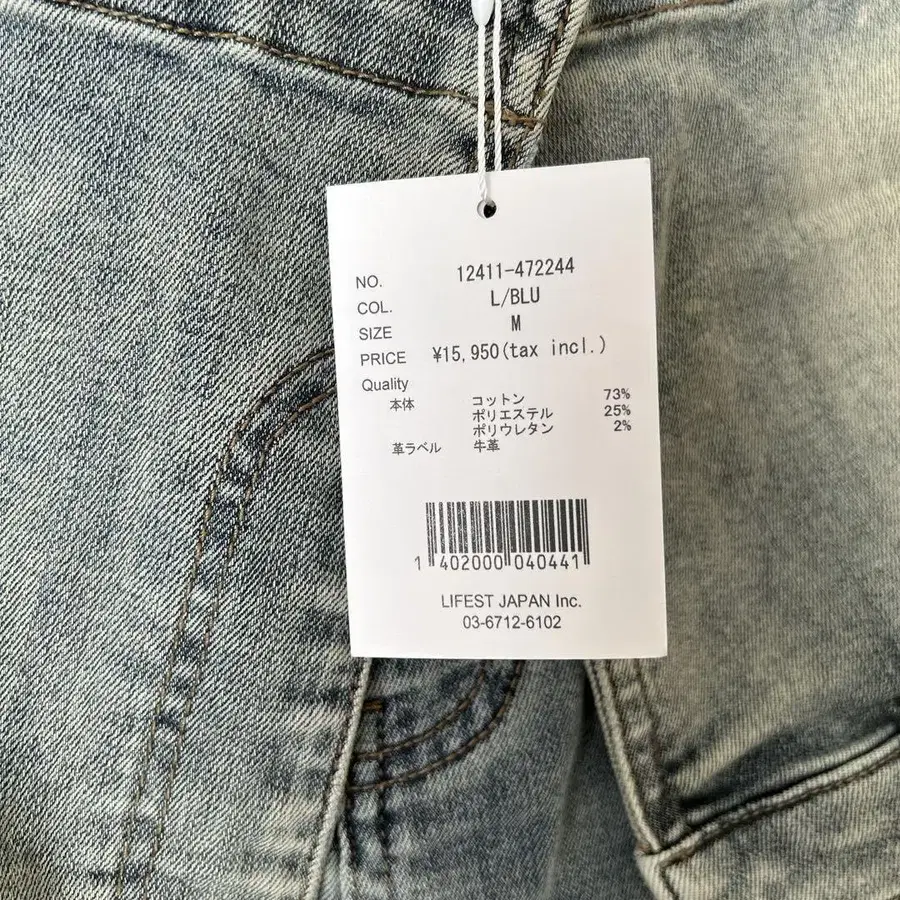 NO. 12411-472244
COL. L/BLU
SIZE M
PRICE ¥15,950(tax incl.)
Quality
本体 コットン 73%
ポリエステル 25%
ポリウレタン 2%
革ラベル 牛革
1 402000 040441
LIFEST JAPAN Inc.
03-6712-6102